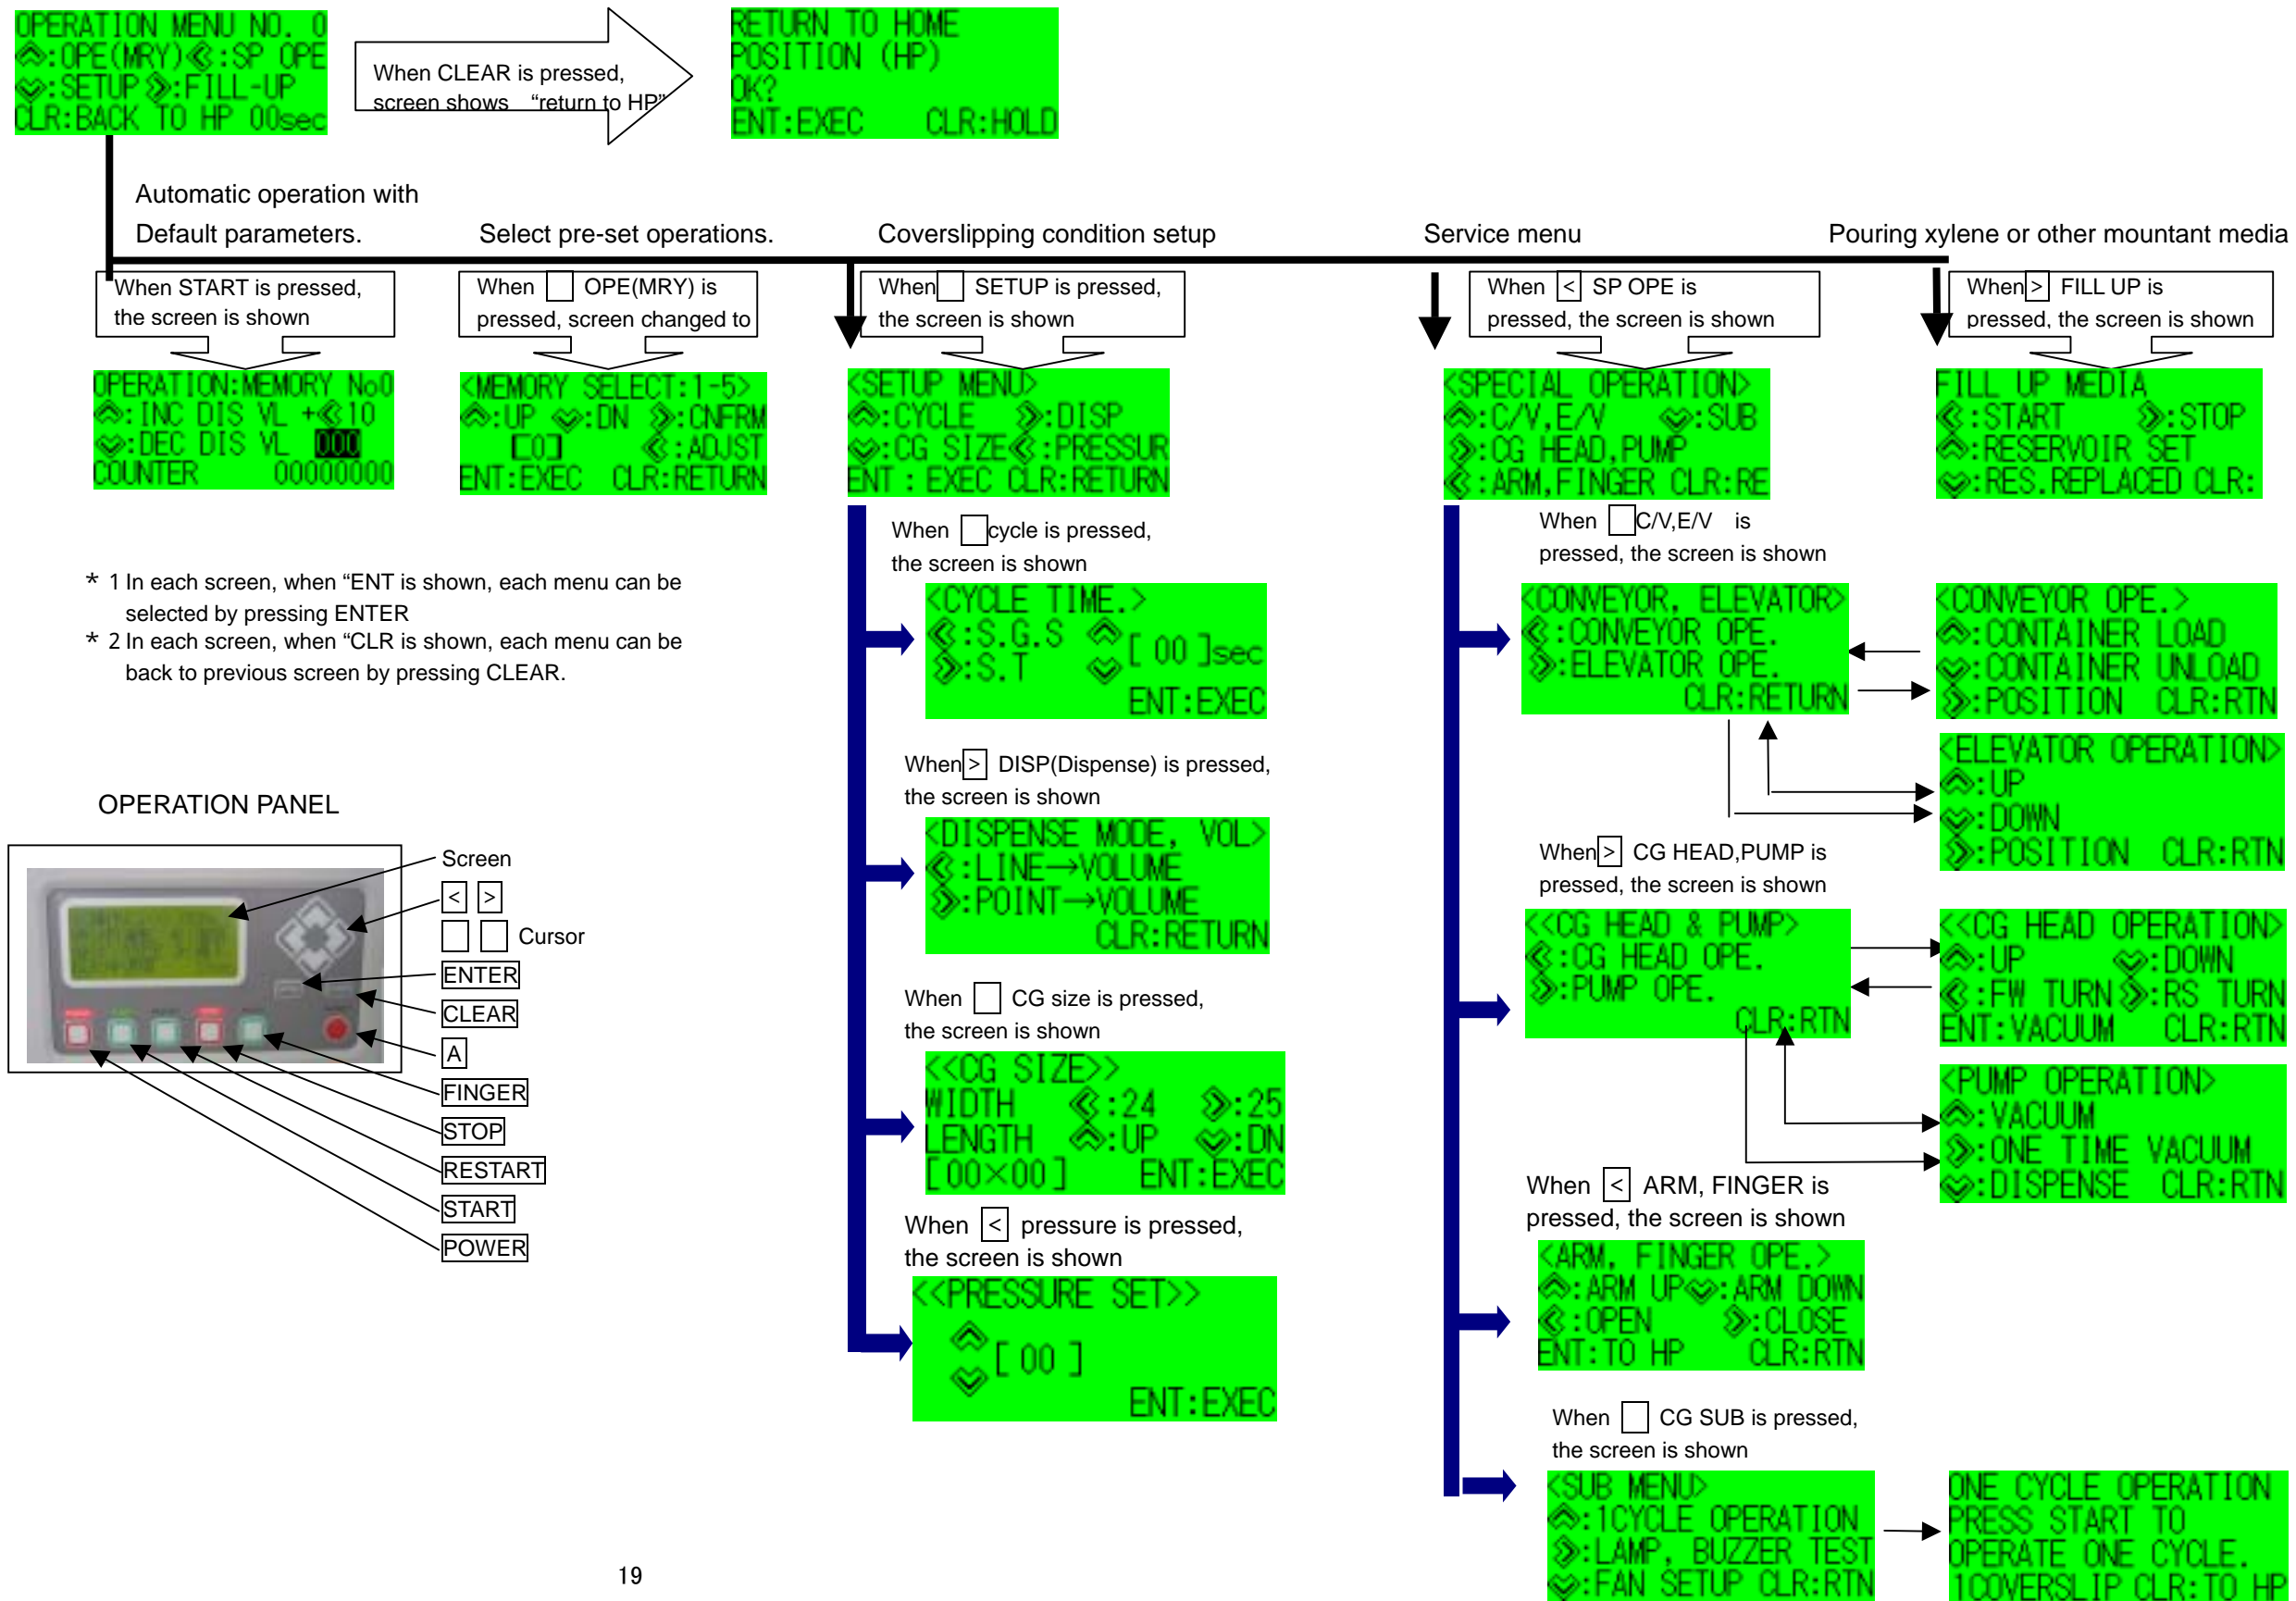 OPERATION MENU NO. 0
︽:OPE(MRY)《:SP OPE
︾:SETUP》:FILL-UP
CLR:BACK TO HP 00sec
When CLEAR is pressed,
screen shows “return to HP”
RETURN TO HOME
POSITION (HP)
OK?
ENT:EXEC CLR:HOLD
Automatic operation with
Default parameters.
Select pre-set operations.
Coverslipping condition setup
Service menu
Pouring xylene or other mountant media
When START is pressed,
the screen is shown
When □ OPE(MRY) is
pressed, screen changed to
When □ SETUP is pressed,
the screen is shown
When < SP OPE is
pressed, the screen is shown
When > FILL UP is
pressed, the screen is shown
OPERATION:MEMORY No0
︽:INC DIS VL +《10
︾:DEC DIS VL 000
COUNTER 00000000
<MEMORY SELECT:1-5>
︽:UP ︾:DN 》:CNFRM
[0] 《:ADJUST
ENT:EXEC CLR:RETURN
<SETUP MENU>
︽:CYCLE 》:DISP
︾:CG SIZE《:PRESSUR
ENT : EXEC CLR:RETURN
<SPECIAL OPERATION>
︽:C/V,E/V ︾:SUB
》:CG HEAD,PUMP
《:ARM,FINGER CLR:RE
FILL UP MEDIA
《:START 》:STOP
︽:RESERVOIR SET
︾:RES.REPLACED CLR:
* 1 In each screen, when “ENT is shown, each menu can be
selected by pressing ENTER
* 2 In each screen, when “CLR is shown, each menu can be
back to previous screen by pressing CLEAR.
OPERATION PANEL
Screen
< >
□ □ Cursor
ENTER
CLEAR
A
FINGER
STOP
RESTART
START
POWER
When □cycle is pressed,
the screen is shown
<CYCLE TIME.>
《:S.G.S ︽
》:S.T ︾ [ 00 ]sec
ENT:EXEC
When > DISP(Dispense) is pressed,
the screen is shown
<DISPENSE MODE, VOL>
《:LINE→VOLUME
》:POINT→VOLUME
CLR:RETURN
When □ CG size is pressed,
the screen is shown
<<CG SIZE>>
WIDTH 《:24 》:25
LENGTH ︽:UP ︾:DN
[00×00] ENT:EXEC
When < pressure is pressed,
the screen is shown
<<PRESSURE SET>>
︽
︾ [ 00 ]
ENT:EXEC
When □C/V,E/V is
pressed, the screen is shown
<CONVEYOR, ELEVATOR>
《:CONVEYOR OPE.
》:ELEVATOR OPE.
CLR:RETURN
<CONVEYOR OPE.>
︽:CONTAINER LOAD
︾:CONTAINER UNLOAD
》:POSITION CLR:RTN
<ELEVATOR OPERATION>
︽:UP
︾:DOWN
》:POSITION CLR:RTN
When > CG HEAD,PUMP is
pressed, the screen is shown
<<CG HEAD & PUMP>
《:CG HEAD OPE.
》:PUMP OPE.
CLR:RTN
<<CG HEAD OPERATION>
︽:UP ︾:DOWN
《:FW TURN 》:RS TURN
ENT:VACUUM CLR:RTN
<PUMP OPERATION>
︽:VACUUM
》:ONE TIME VACUUM
︾:DISPENSE CLR:RTN
When < ARM, FINGER is
pressed, the screen is shown
<ARM, FINGER OPE.>
︽:ARM UP︾:ARM DOWN
《:OPEN 》:CLOSE
ENT:TO HP CLR:RTN
When □ CG SUB is pressed,
the screen is shown
<SUB MENU>
︽:1CYCLE OPERATION
》:LAMP, BUZZER TEST
︾:FAN SETUP CLR:RTN
ONE CYCLE OPERATION
PRESS START TO
OPERATE ONE CYCLE.
1COVERSLIP CLR:TO HP
19